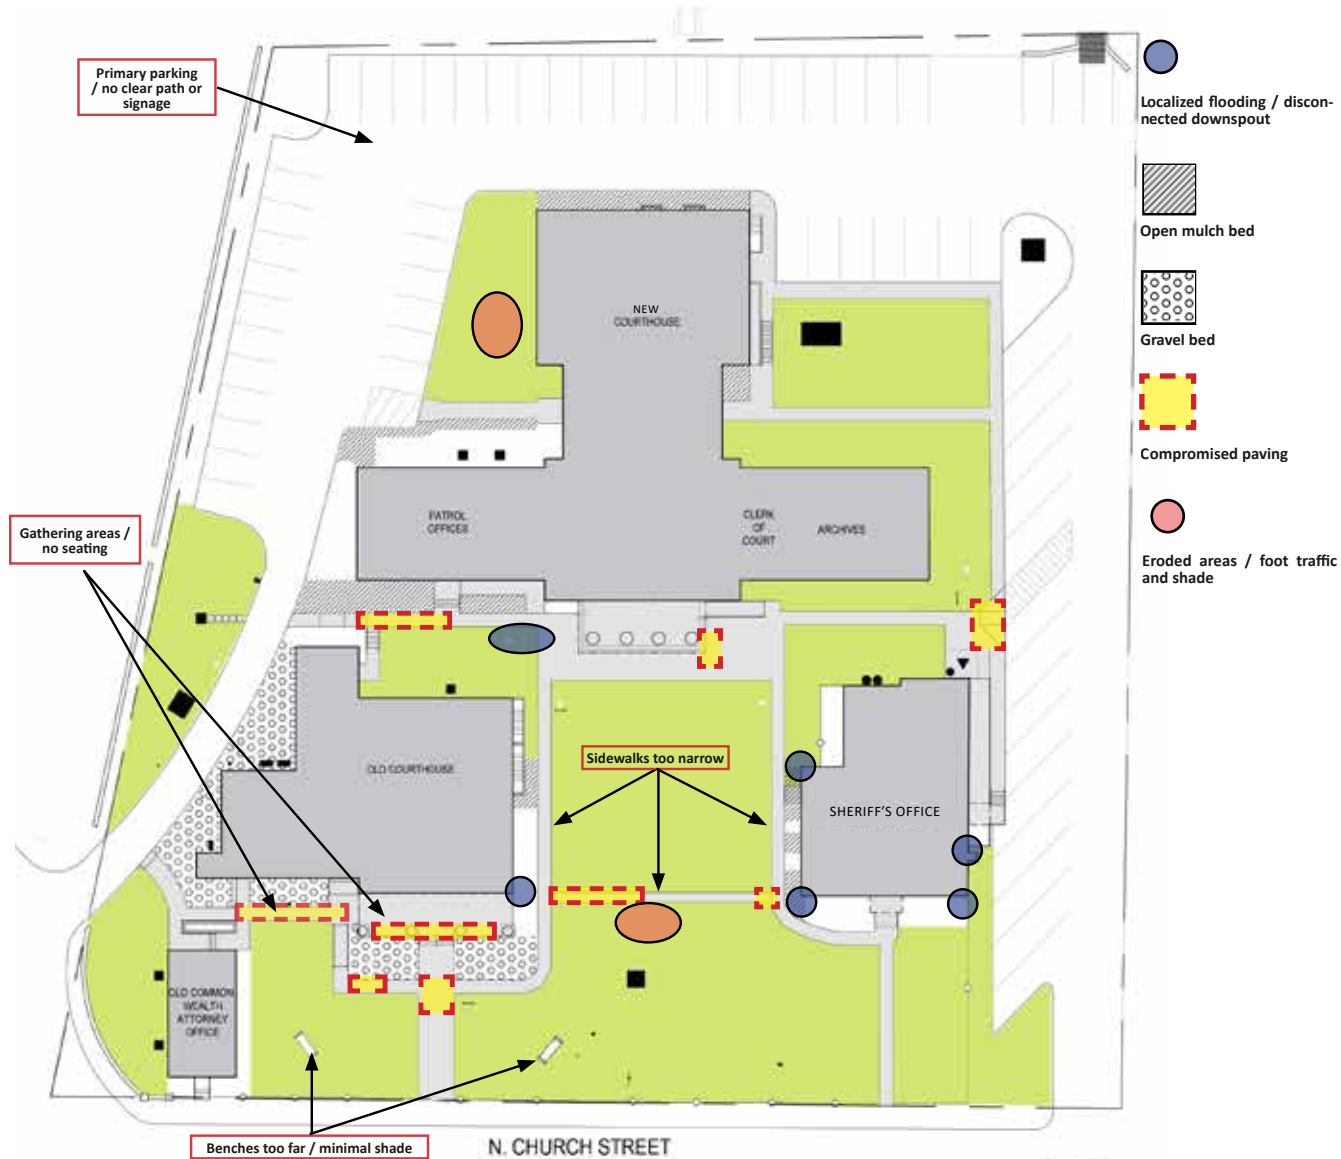 Primary parking
/ no clear path or
signage
Localized flooding / discon-
nected downspout
Open mulch bed
Gravel bed
Compromised paving
Eroded areas / foot traffic
and shade
NEW
COURTHOUSE
PATROL
OFFICES
CLERK
OF
COURT
ARCHIVES
Gathering areas /
no seating
Sidewalks too narrow
OLD COURTHOUSE
SHERIFF'S OFFICE
OLD COMMON
WEALTH
ATTORNEY
OFFICE
Benches too far / minimal shade
N. CHURCH STREET